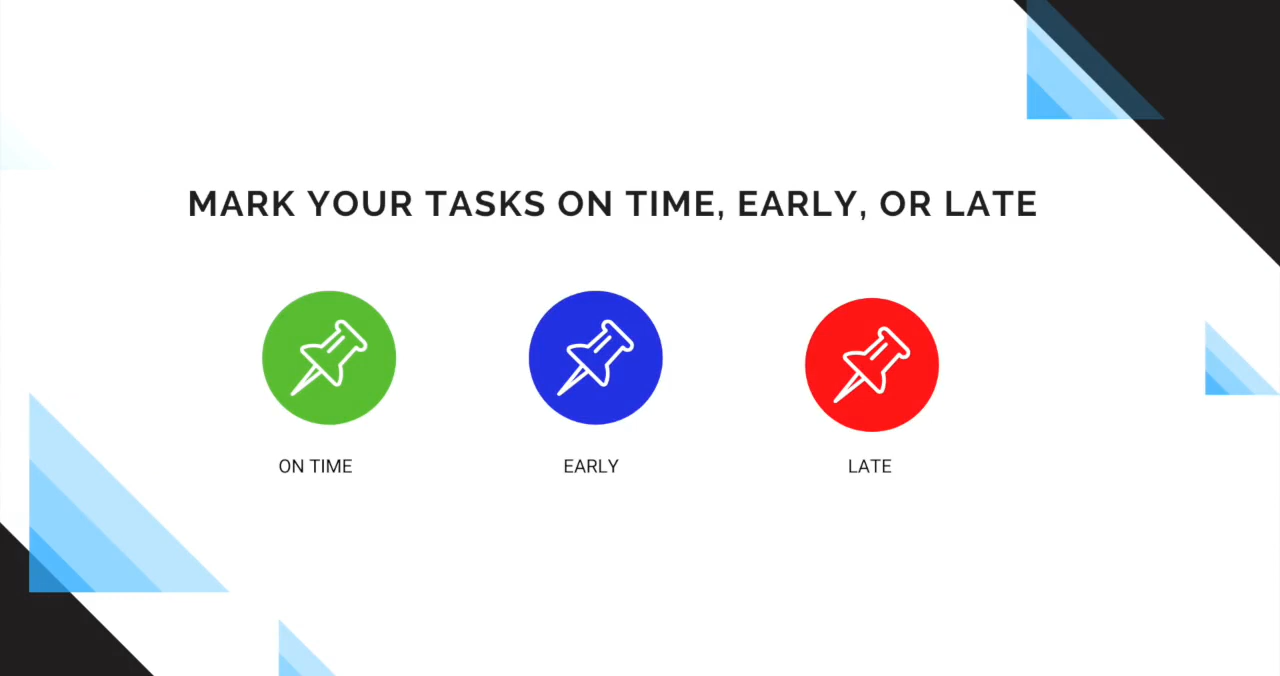 MARK YOUR TASKS ON TIME, EARLY, OR LATE
ON TIME
EARLY
LATE